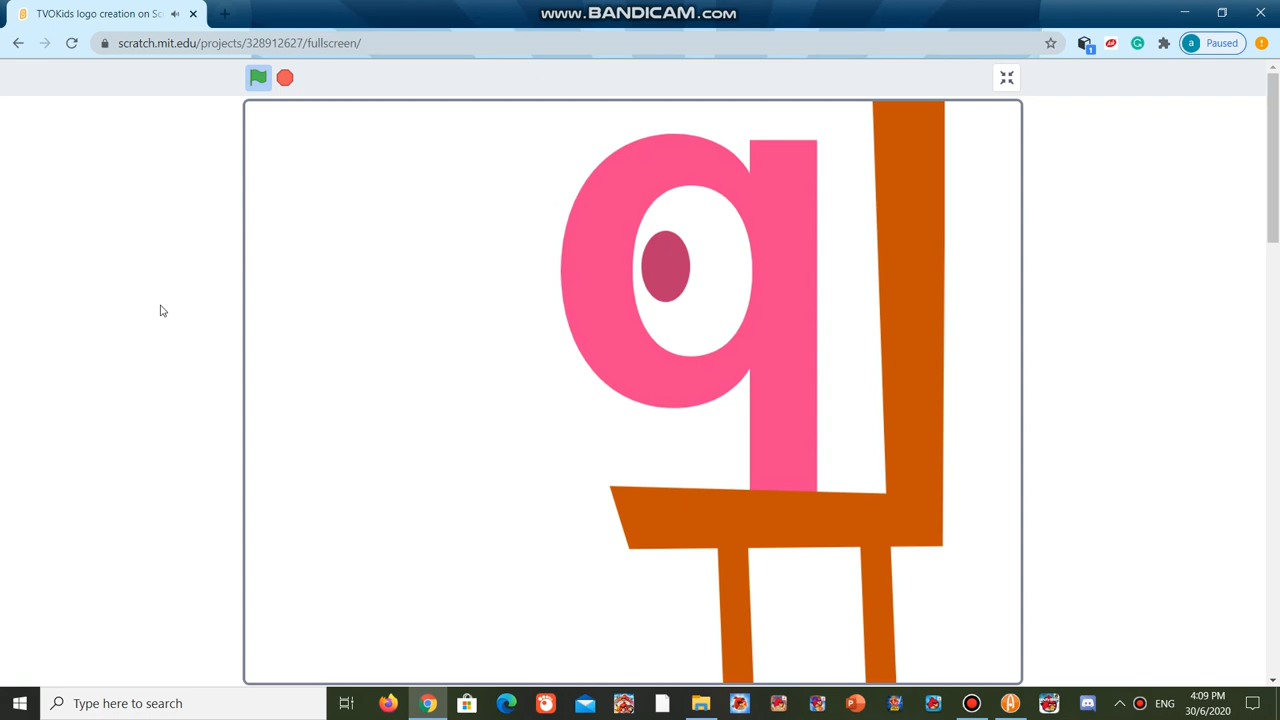 www.BANDICAM.com
TVOKids logo creation on Sc
scratch.mit.edu/projects/328912627/fullscreen/
1
a
Paused
q
Type here to search
ENG
4:09 PM
30/6/2020